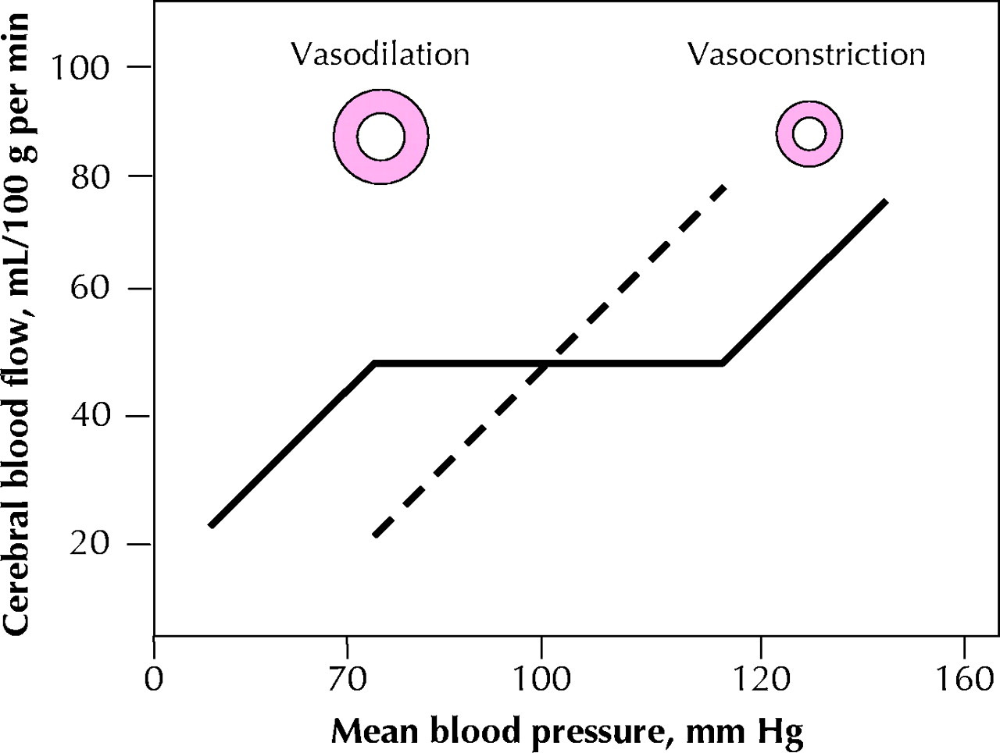 Cerebral blood flow, mL/100 g per min
Vasodilation
Vasoconstriction
100
80
60
40
20
0
70
100
120
160
Mean blood pressure, mm Hg